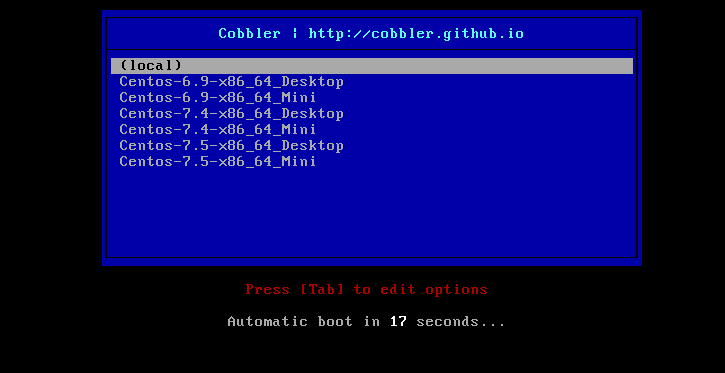 Cobbler | http://cobbler.github.io
(local)
Centos-6.9-x86_64_Desktop
Centos-6.9-x86_64_Mini
Centos-7.4-x86_64_Desktop
Centos-7.4-x86_64_Mini
Centos-7.5-x86_64_Desktop
Centos-7.5-x86_64_Mini
Press [Tab] to edit options
Automatic boot in 17 seconds...